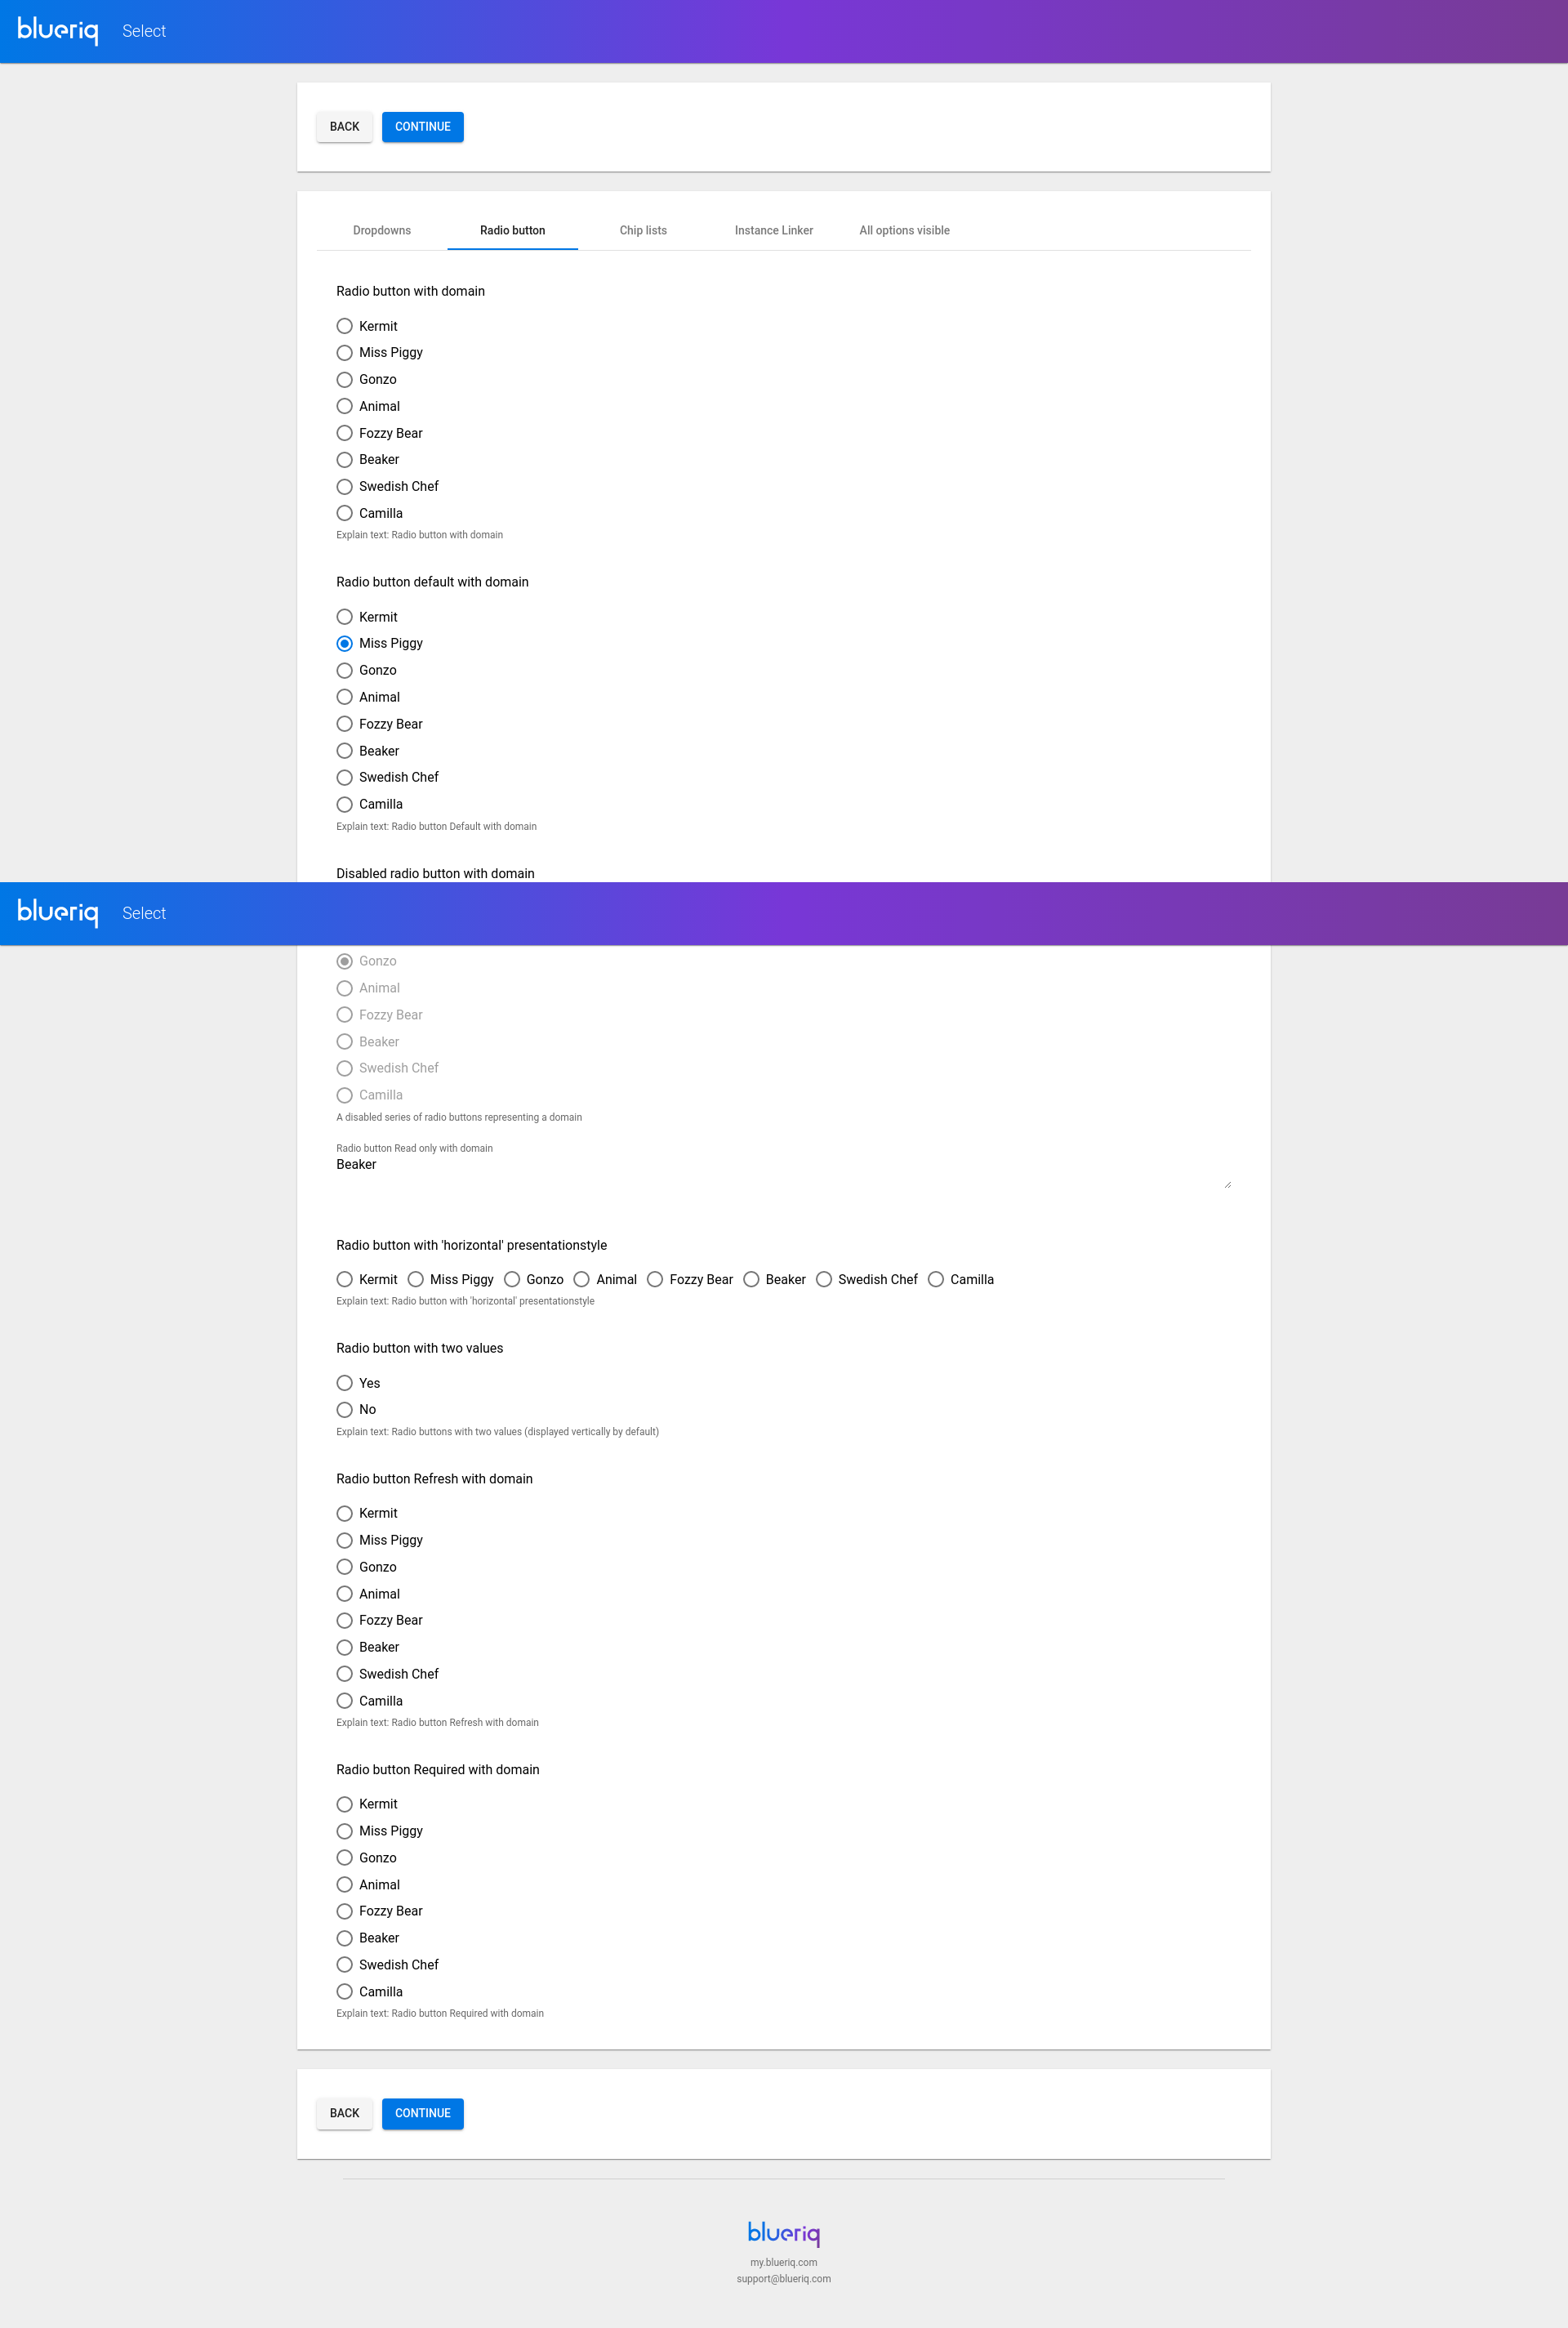 blueriq Select
BACK CONTINUE
Dropdowns Radio button Chip lists Instance Linker All options visible
Radio button with domain
Kermit
Miss Piggy
Gonzo
Animal
Fozzy Bear
Beaker
Swedish Chef
Camilla
Explain text: Radio button with domain
Radio button default with domain
Kermit
Miss Piggy
Gonzo
Animal
Fozzy Bear
Beaker
Swedish Chef
Camilla
Explain text: Radio button Default with domain
Disabled radio button with domain
blueriq Select
Gonzo
Animal
Fozzy Bear
Beaker
Swedish Chef
Camilla
A disabled series of radio buttons representing a domain
Radio button Read only with domain
Beaker
Radio button with 'horizontal' presentationstyle
Kermit Miss Piggy Gonzo Animal Fozzy Bear Beaker Swedish Chef Camilla
Explain text: Radio button with 'horizontal' presentationstyle
Radio button with two values
Yes
No
Explain text: Radio buttons with two values (displayed vertically by default)
Radio button Refresh with domain
Kermit
Miss Piggy
Gonzo
Animal
Fozzy Bear
Beaker
Swedish Chef
Camilla
Explain text: Radio button Refresh with domain
Radio button Required with domain
Kermit
Miss Piggy
Gonzo
Animal
Fozzy Bear
Beaker
Swedish Chef
Camilla
Explain text: Radio button Required with domain
BACK CONTINUE
blueriq
my.blueriq.com
support@blueriq.com